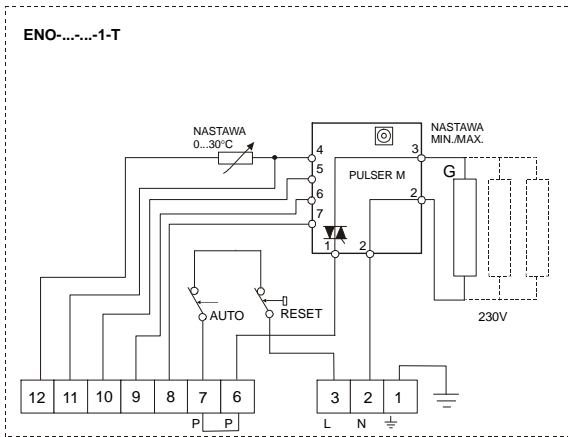 ENO-...-...-1-T
NASTAWA
0...30°C
NASTAWA
MIN./MAX.
4
3
5
PULSER M
G
6
2
7
1
2
230V
AUTO
RESET
12
11
10
9
8
7
6
3
2
1
P
P
L
N